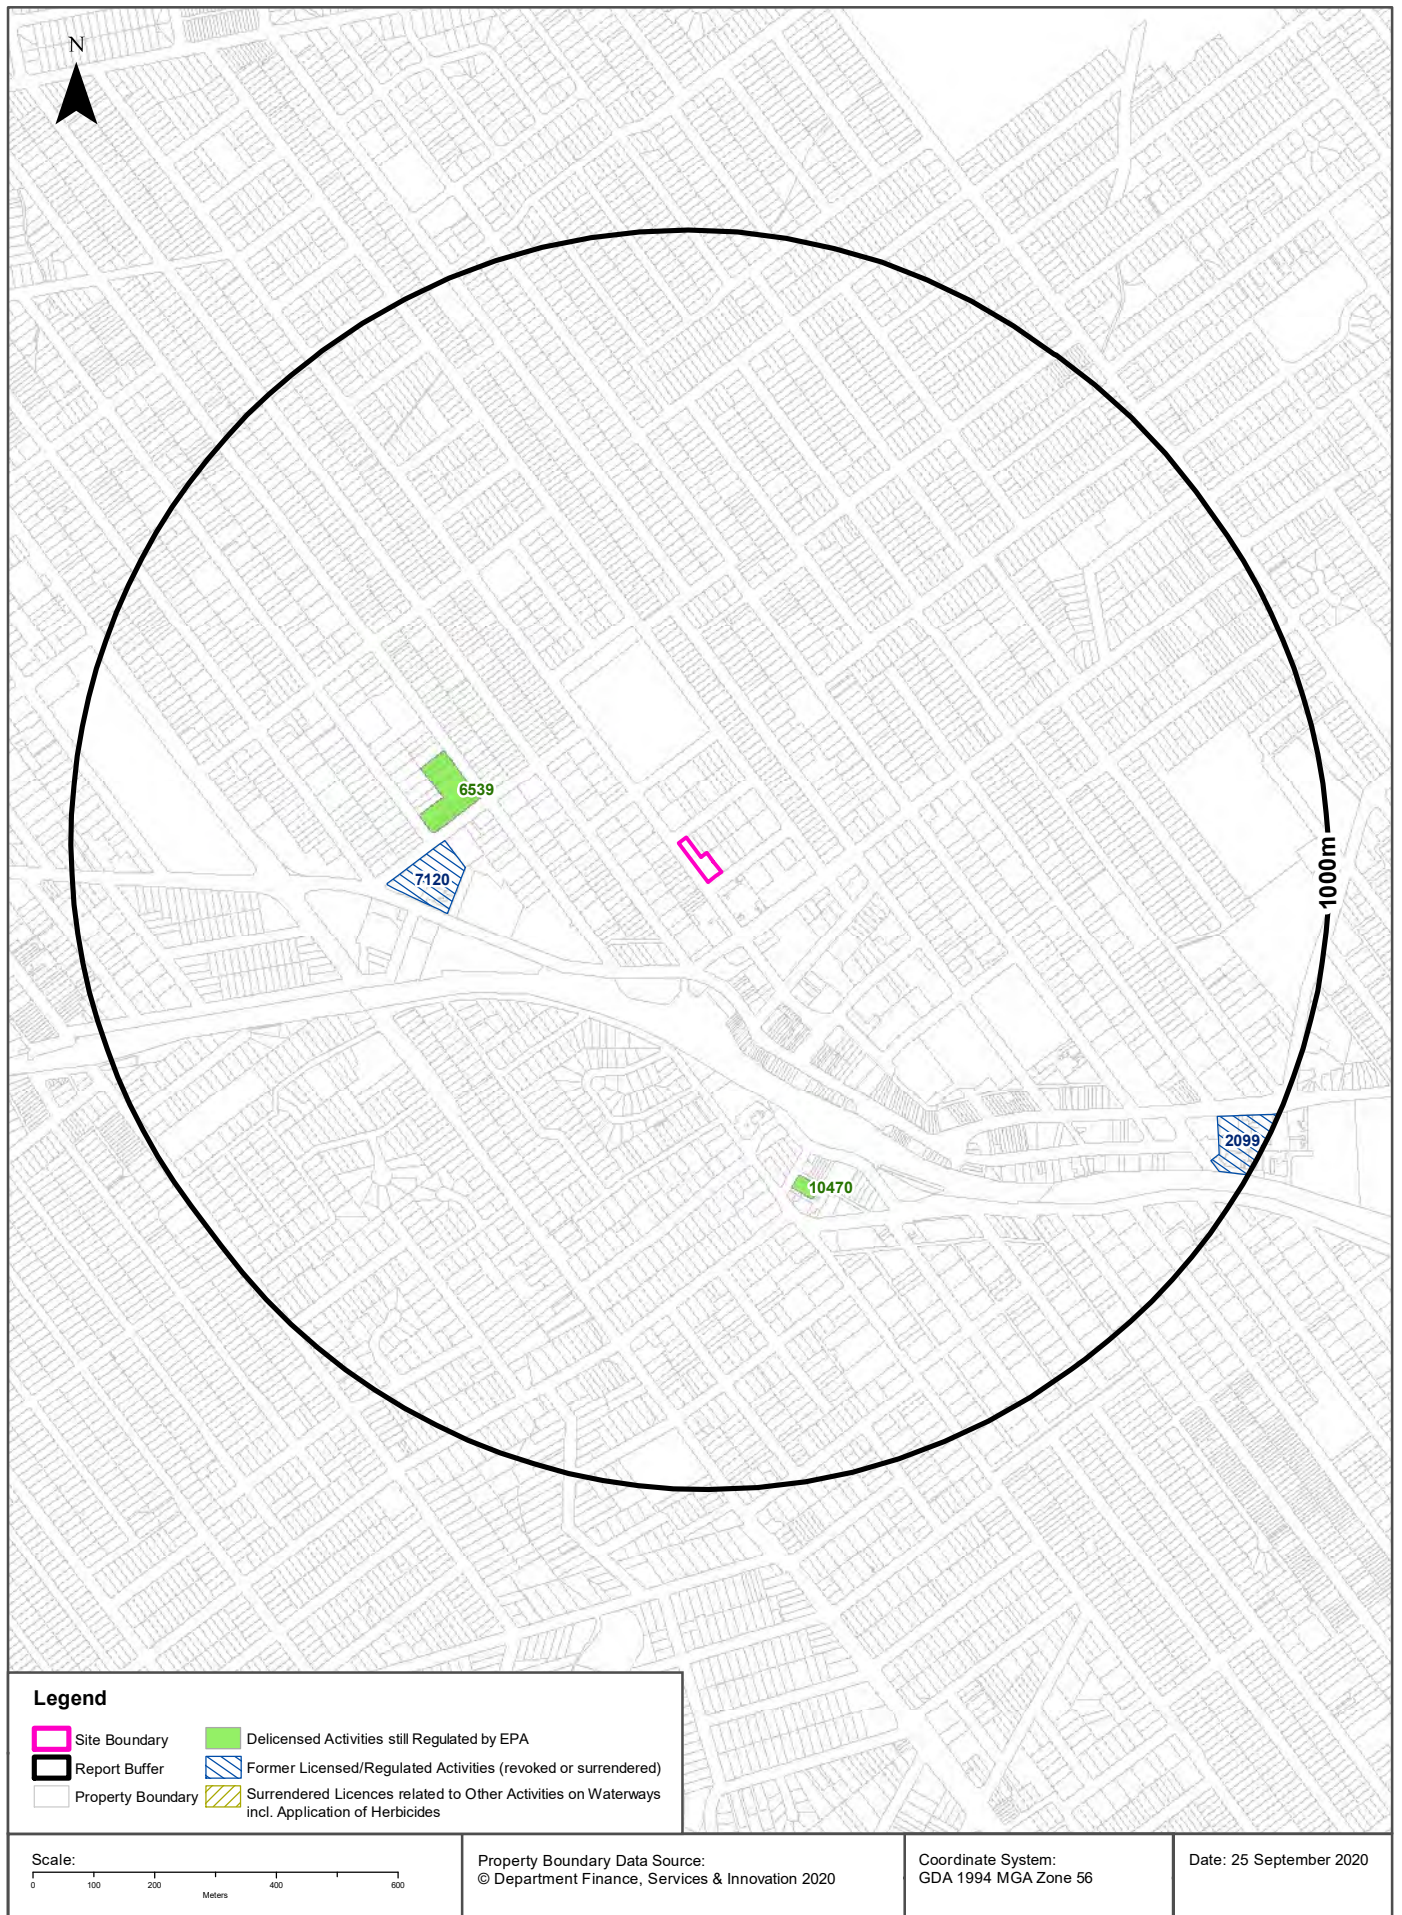 N
6539
7120
1000m
2099
10470
Legend
Site Boundary
Report Buffer
Property Boundary
Delicensed Activities still Regulated by EPA
Former Licensed/Regulated Activities (revoked or surrendered)
Surrendered Licences related to Other Activities on Waterways
incl. Application of Herbicides
Scale:
0 100 200 400 600
Meters
Property Boundary Data Source:
© Department Finance, Services & Innovation 2020
Coordinate System:
GDA 1994 MGA Zone 56
Date: 25 September 2020